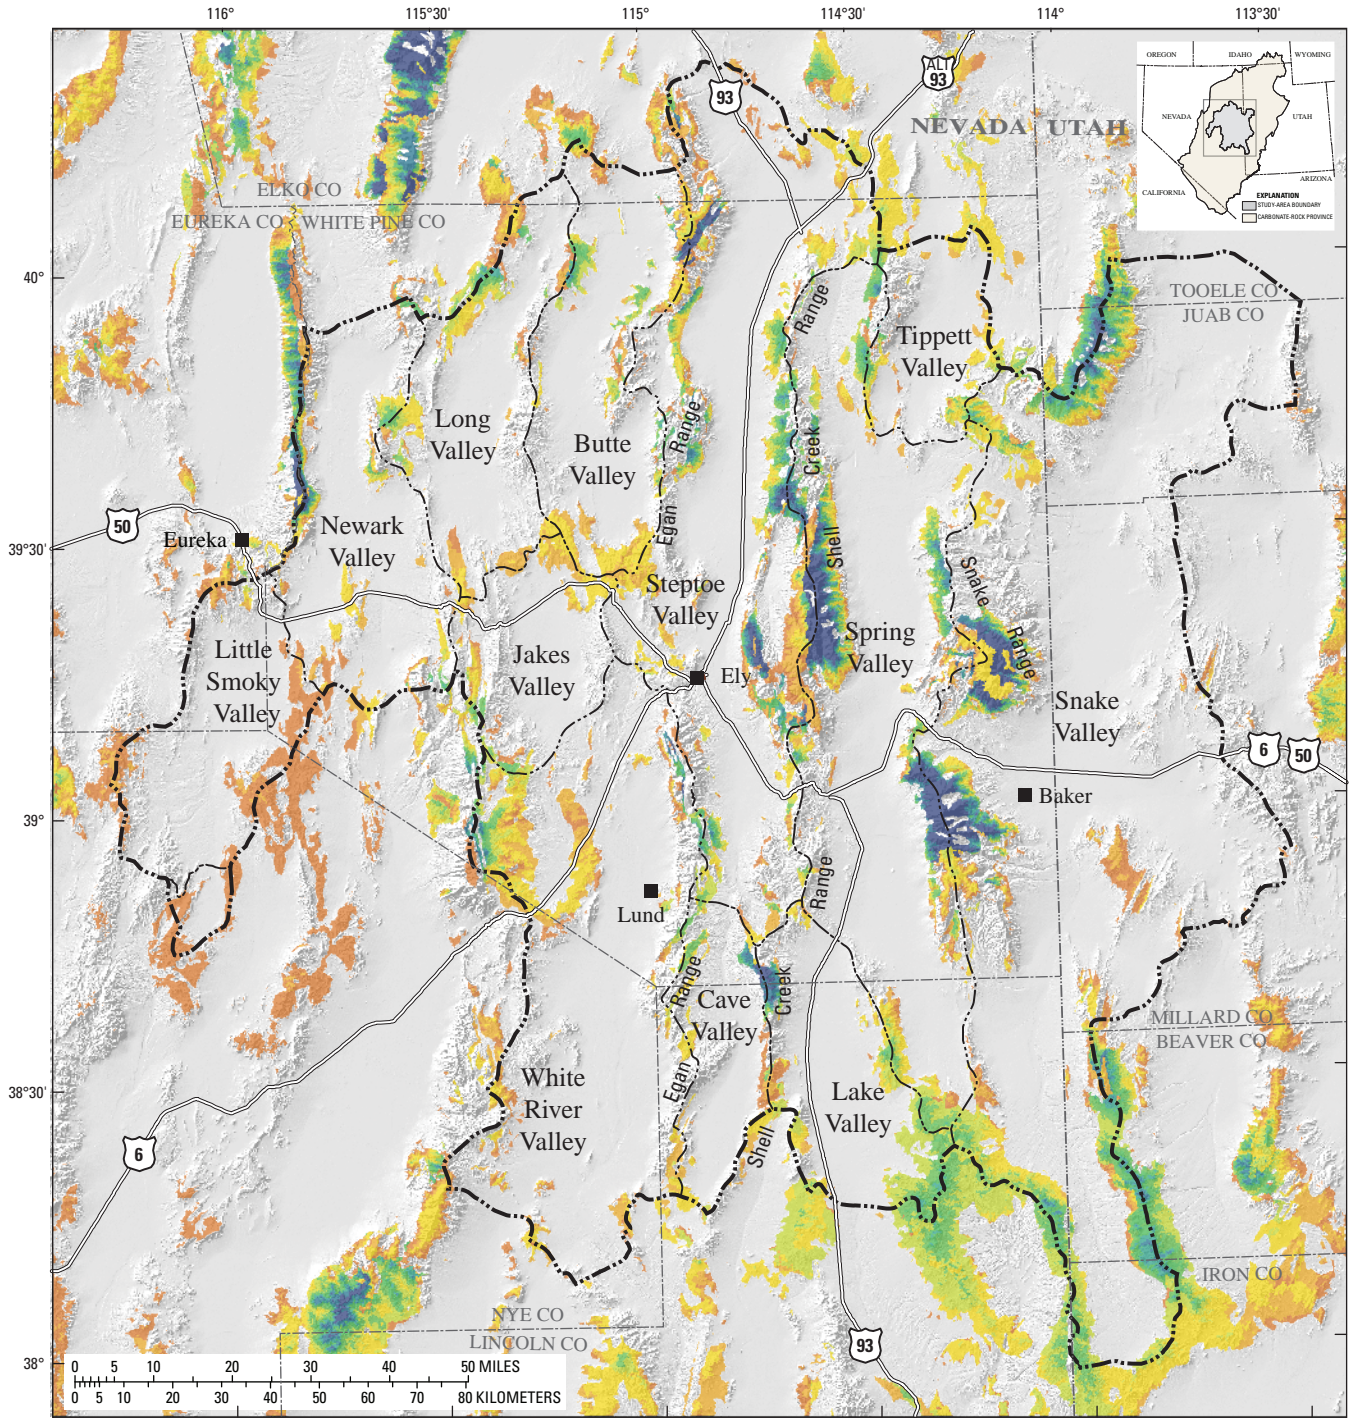 116°
115°30'
115°
114°30'
114°
113°30'
93
ALT
93
OREGON
IDAHO
WYOMING
NEVADA
UTAH
CALIFORNIA
ARIZONA
EXPLANATION
STUDY-AREA BOUNDARY
CARBONATE-ROCK PROVINCE
NEVADA
UTAH
ELKO CO
EUREKA CO
WHITE PINE CO
40°
TOOELE CO
JUAB CO
Range
Tippett
Valley
Long
Valley
Butte
Valley
Range
Creek
50
Eureka
Newark
Valley
Egan
Shell
39°30'
Snake
Range
Steptoe
Valley
Spring
Valley
Little
Smoky
Valley
Jakes
Valley
Ely
Snake
Valley
6
50
Baker
39°
Range
Lund
Range
Cave
Valley
Creek
MILLARD CO
BEAVER CO
White
River
Valley
Egan
Lake
Valley
38°30'
Shell
6
IRON CO
NYE CO
LINCOLN CO
93
38°
0 5 10 20 30 40 50 MILES
0 5 10 20 30 40 50 60 70 80 KILOMETERS